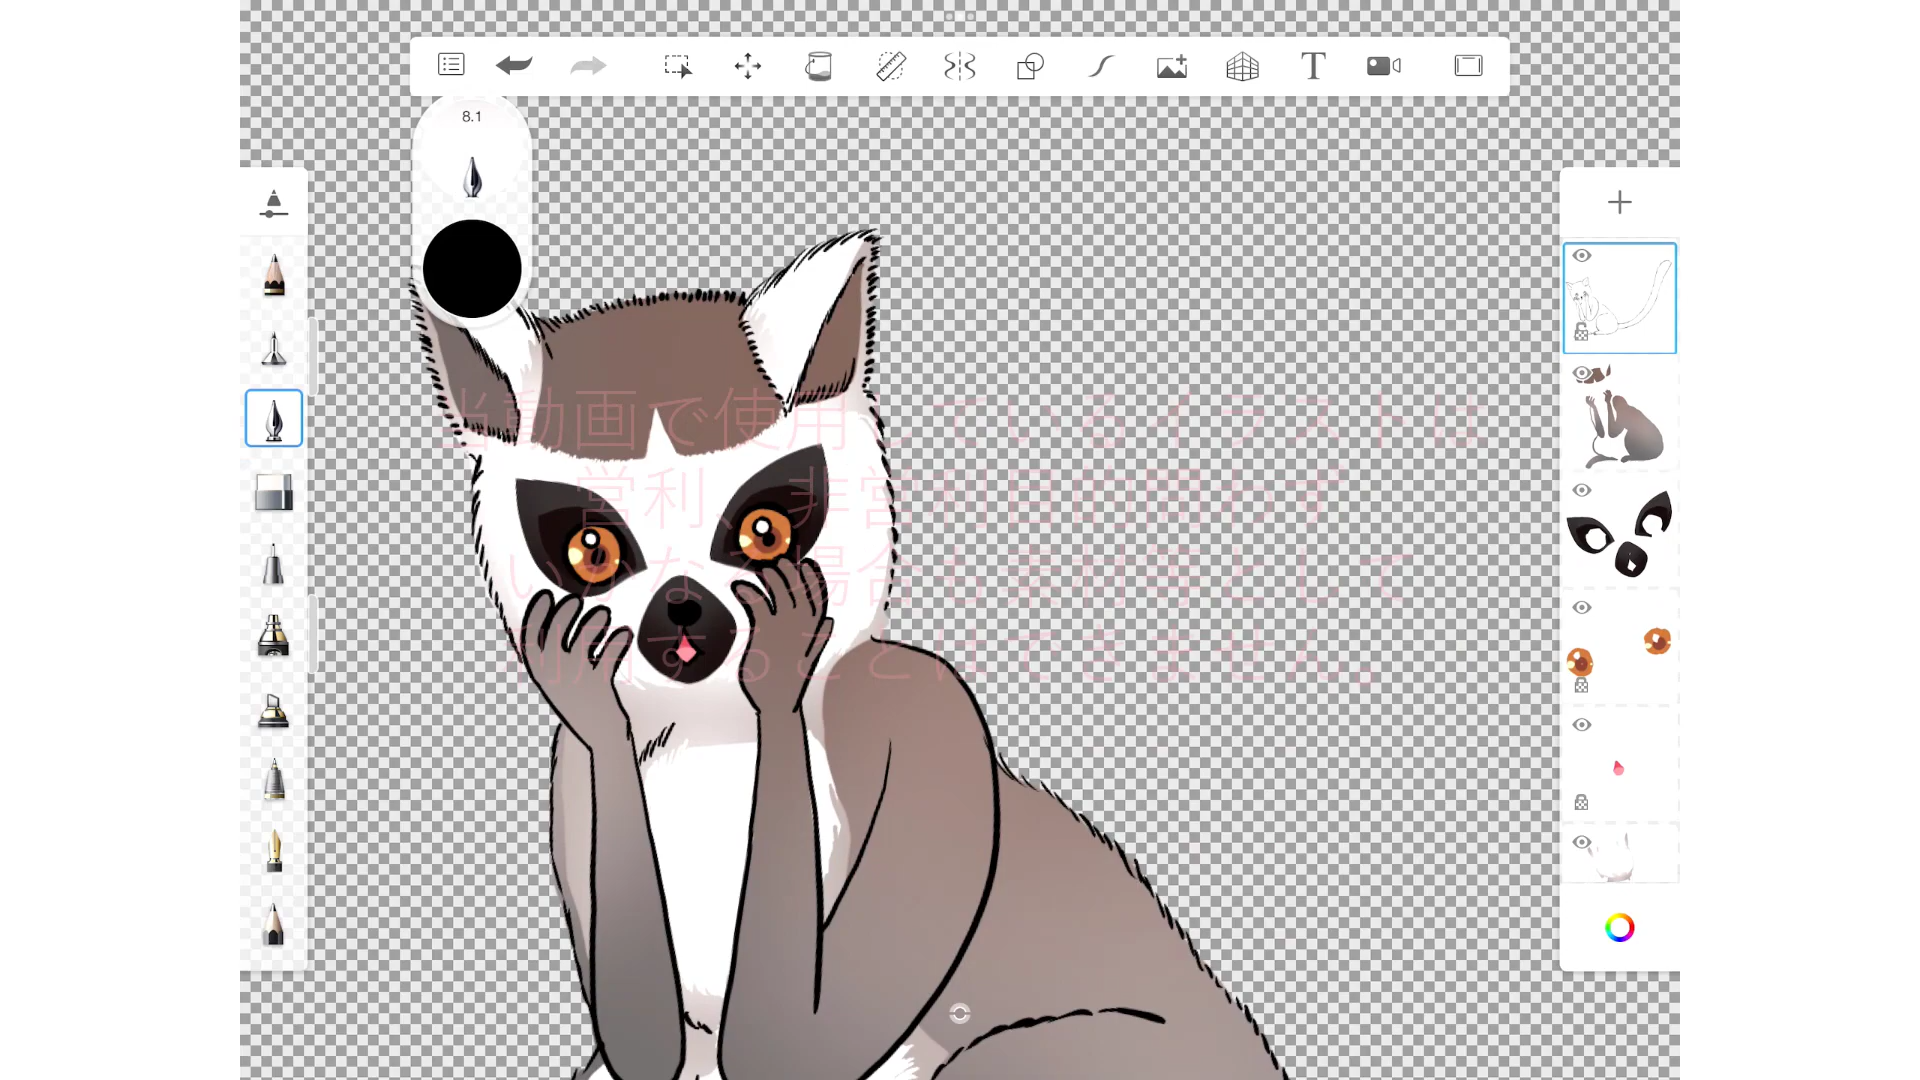 8.1
当動画で使用しているイラストは
営利、非営利目的問わず
いかなる場合も素材等として
利用することはできません。